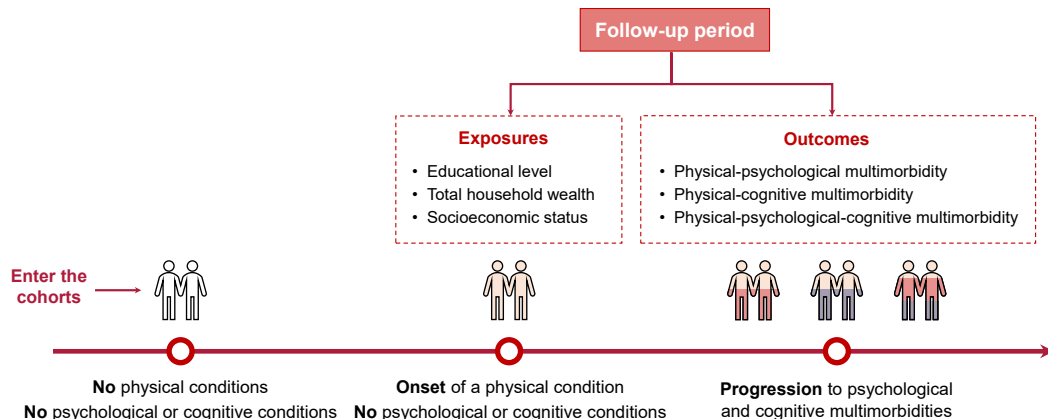 Follow-up period
Exposures
• Educational level
• Total household wealth
• Socioeconomic status
Outcomes
• Physical-psychological multimorbidity
• Physical-cognitive multimorbidity
• Physical-psychological-cognitive multimorbidity
Enter the
cohorts
No physical conditions
No psychological or cognitive conditions
Onset of a physical condition
No psychological or cognitive conditions
Progression to psychological
and cognitive multimorbidities